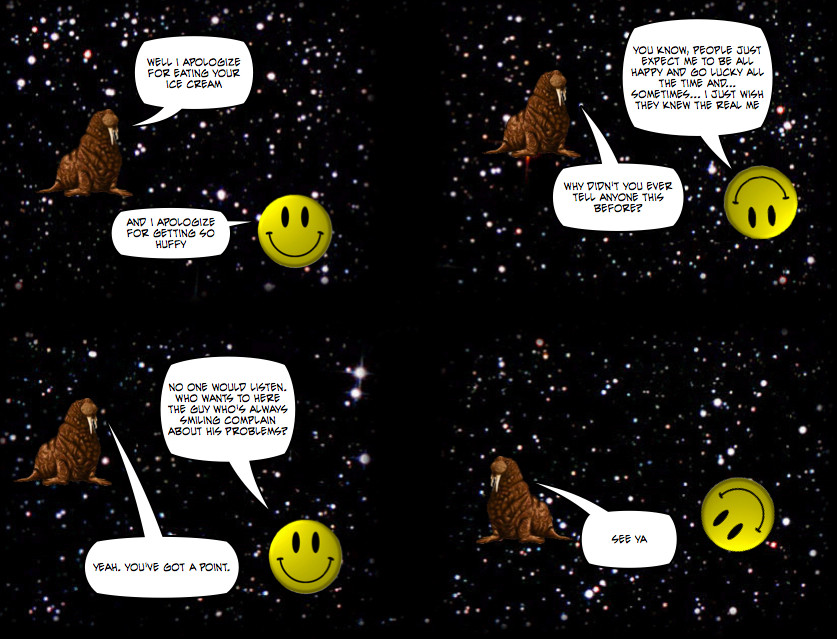 WELL I APOLOGIZE
FOR EATING YOUR
ICE CREAM
AND I APOLOGIZE
FOR GETTING SO
HUFFY
YOU KNOW, PEOPLE JUST
EXPECT ME TO BE ALL
HAPPY AND GO LUCKY ALL
THE TIME AND...
SOMETIMES... I JUST WISH
THEY KNEW THE REAL ME
WHY DIDN'T YOU EVER
TELL ANYONE THIS
BEFORE?
NO ONE WOULD LISTEN.
WHO WANTS TO HERE
THE GUY WHO'S ALWAYS
SMILING COMPLAIN
ABOUT HIS PROBLEMS?
YEAH. YOU'VE GOT A POINT.
SEE YA